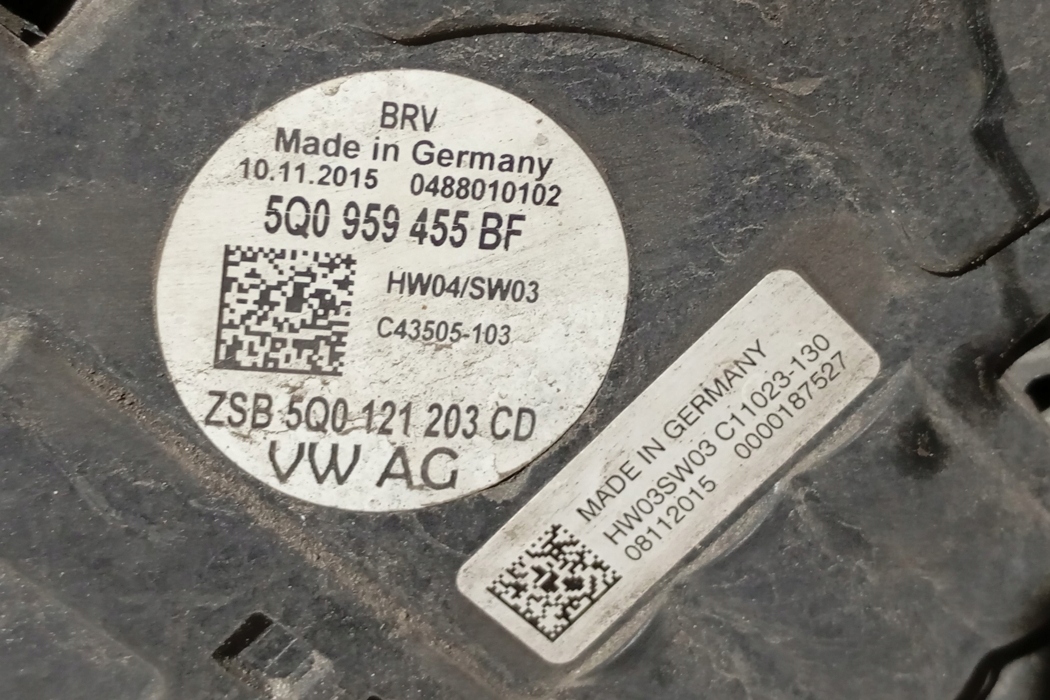 BRV
Made in Germany
10.11.2015 0488010102
5Q0 959 455 BF
HW04/SW03
C43505-103
ZSB 5Q0 121 203 CD
VW AG
MADE IN GERMANY
HW03SW03 C11023-130
08112015 0000187527